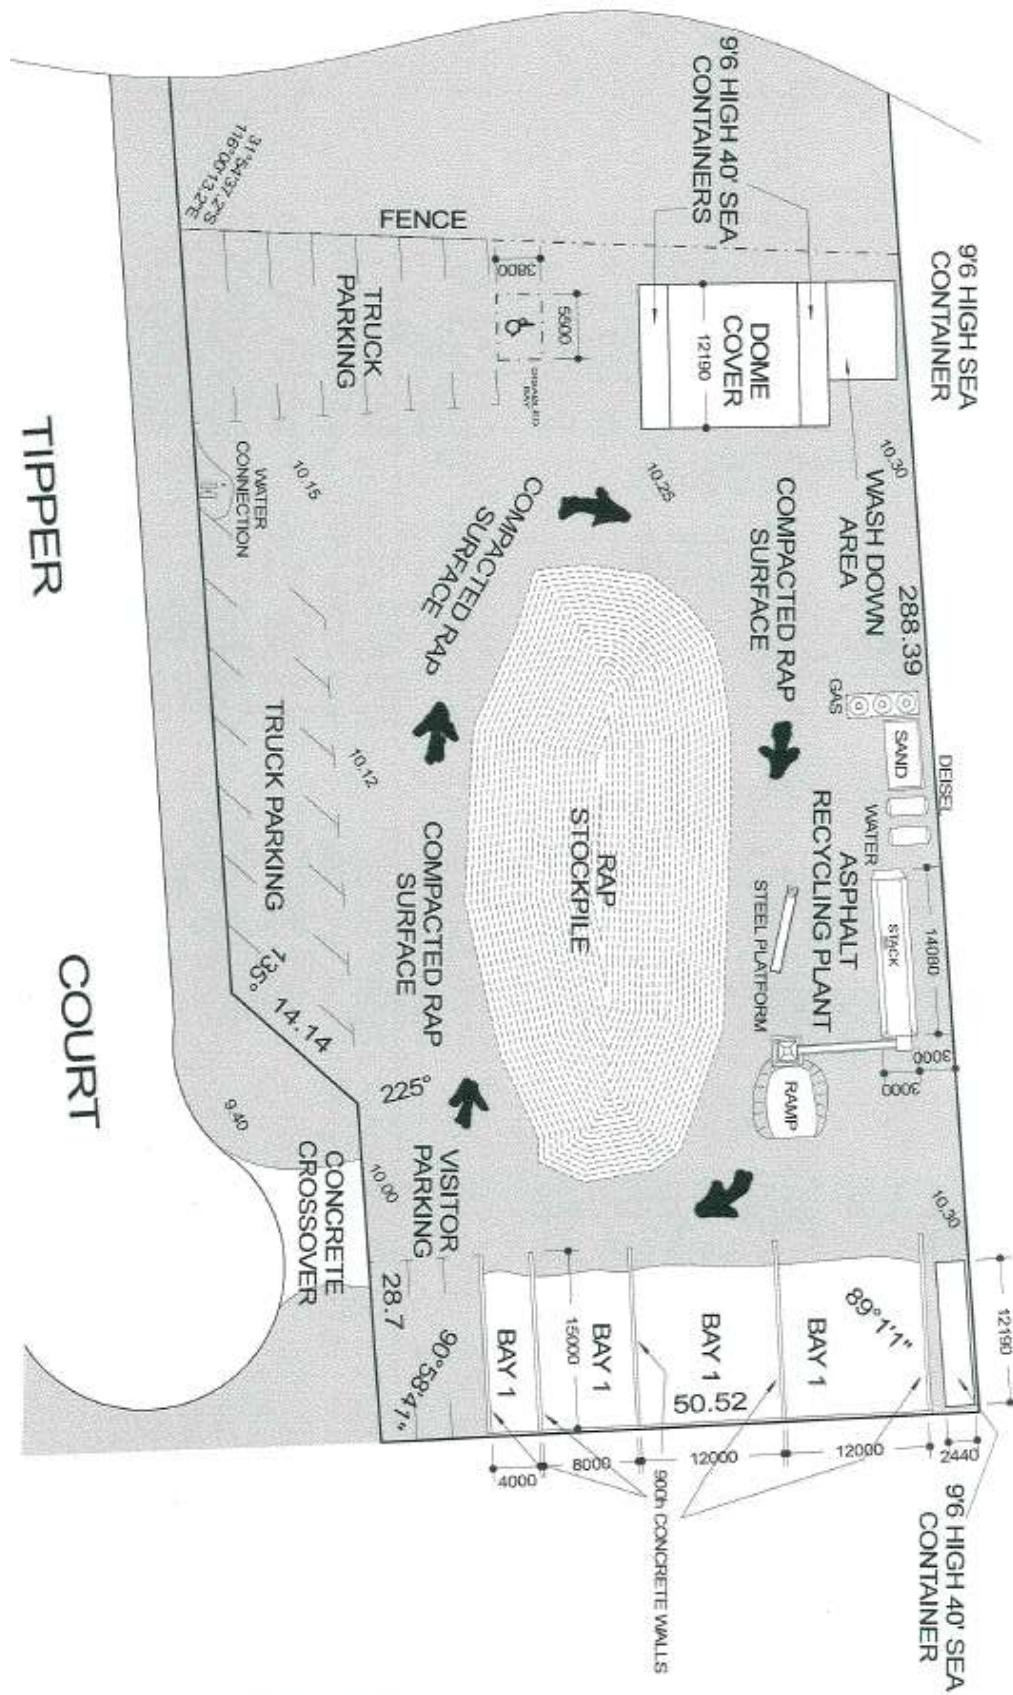 9'6 HIGH 40' SEA
CONTAINERS
9'6 HIGH SEA
CONTAINER
31°54'37.2"S
116°00'13.2"E
FENCE
TRUCK
PARKING
3800
5500
DISABLED
BAY
DOME
COVER
12190
10.30
WASH DOWN
AREA
288.39
WATER
CONNECTION
10.15
10.25
COMPACTED RAP
SURFACE
COMPACTED RAP
SURFACE
GAS
SAND
DEISEL
WATER
ASPHALT
RECYCLING PLANT
STACK
14080
STEEL PLATFORM
3000
3000
RAMP
TRUCK PARKING
10.12
RAP
STOCKPILE
COMPACTED RAP
SURFACE
135°
14.14
225°
TIPPER
COURT
9.40
CONCRETE
CROSSOVER
10.00
VISITOR
PARKING
28.7
90°58'41"
10.30
12190
BAY 1
BAY 1
15000
BAY 1
BAY 1
89°1'1"
50.52
4000
8000
12000
12000
2440
900h CONCRETE WALLS
9'6 HIGH 40' SEA
CONTAINER